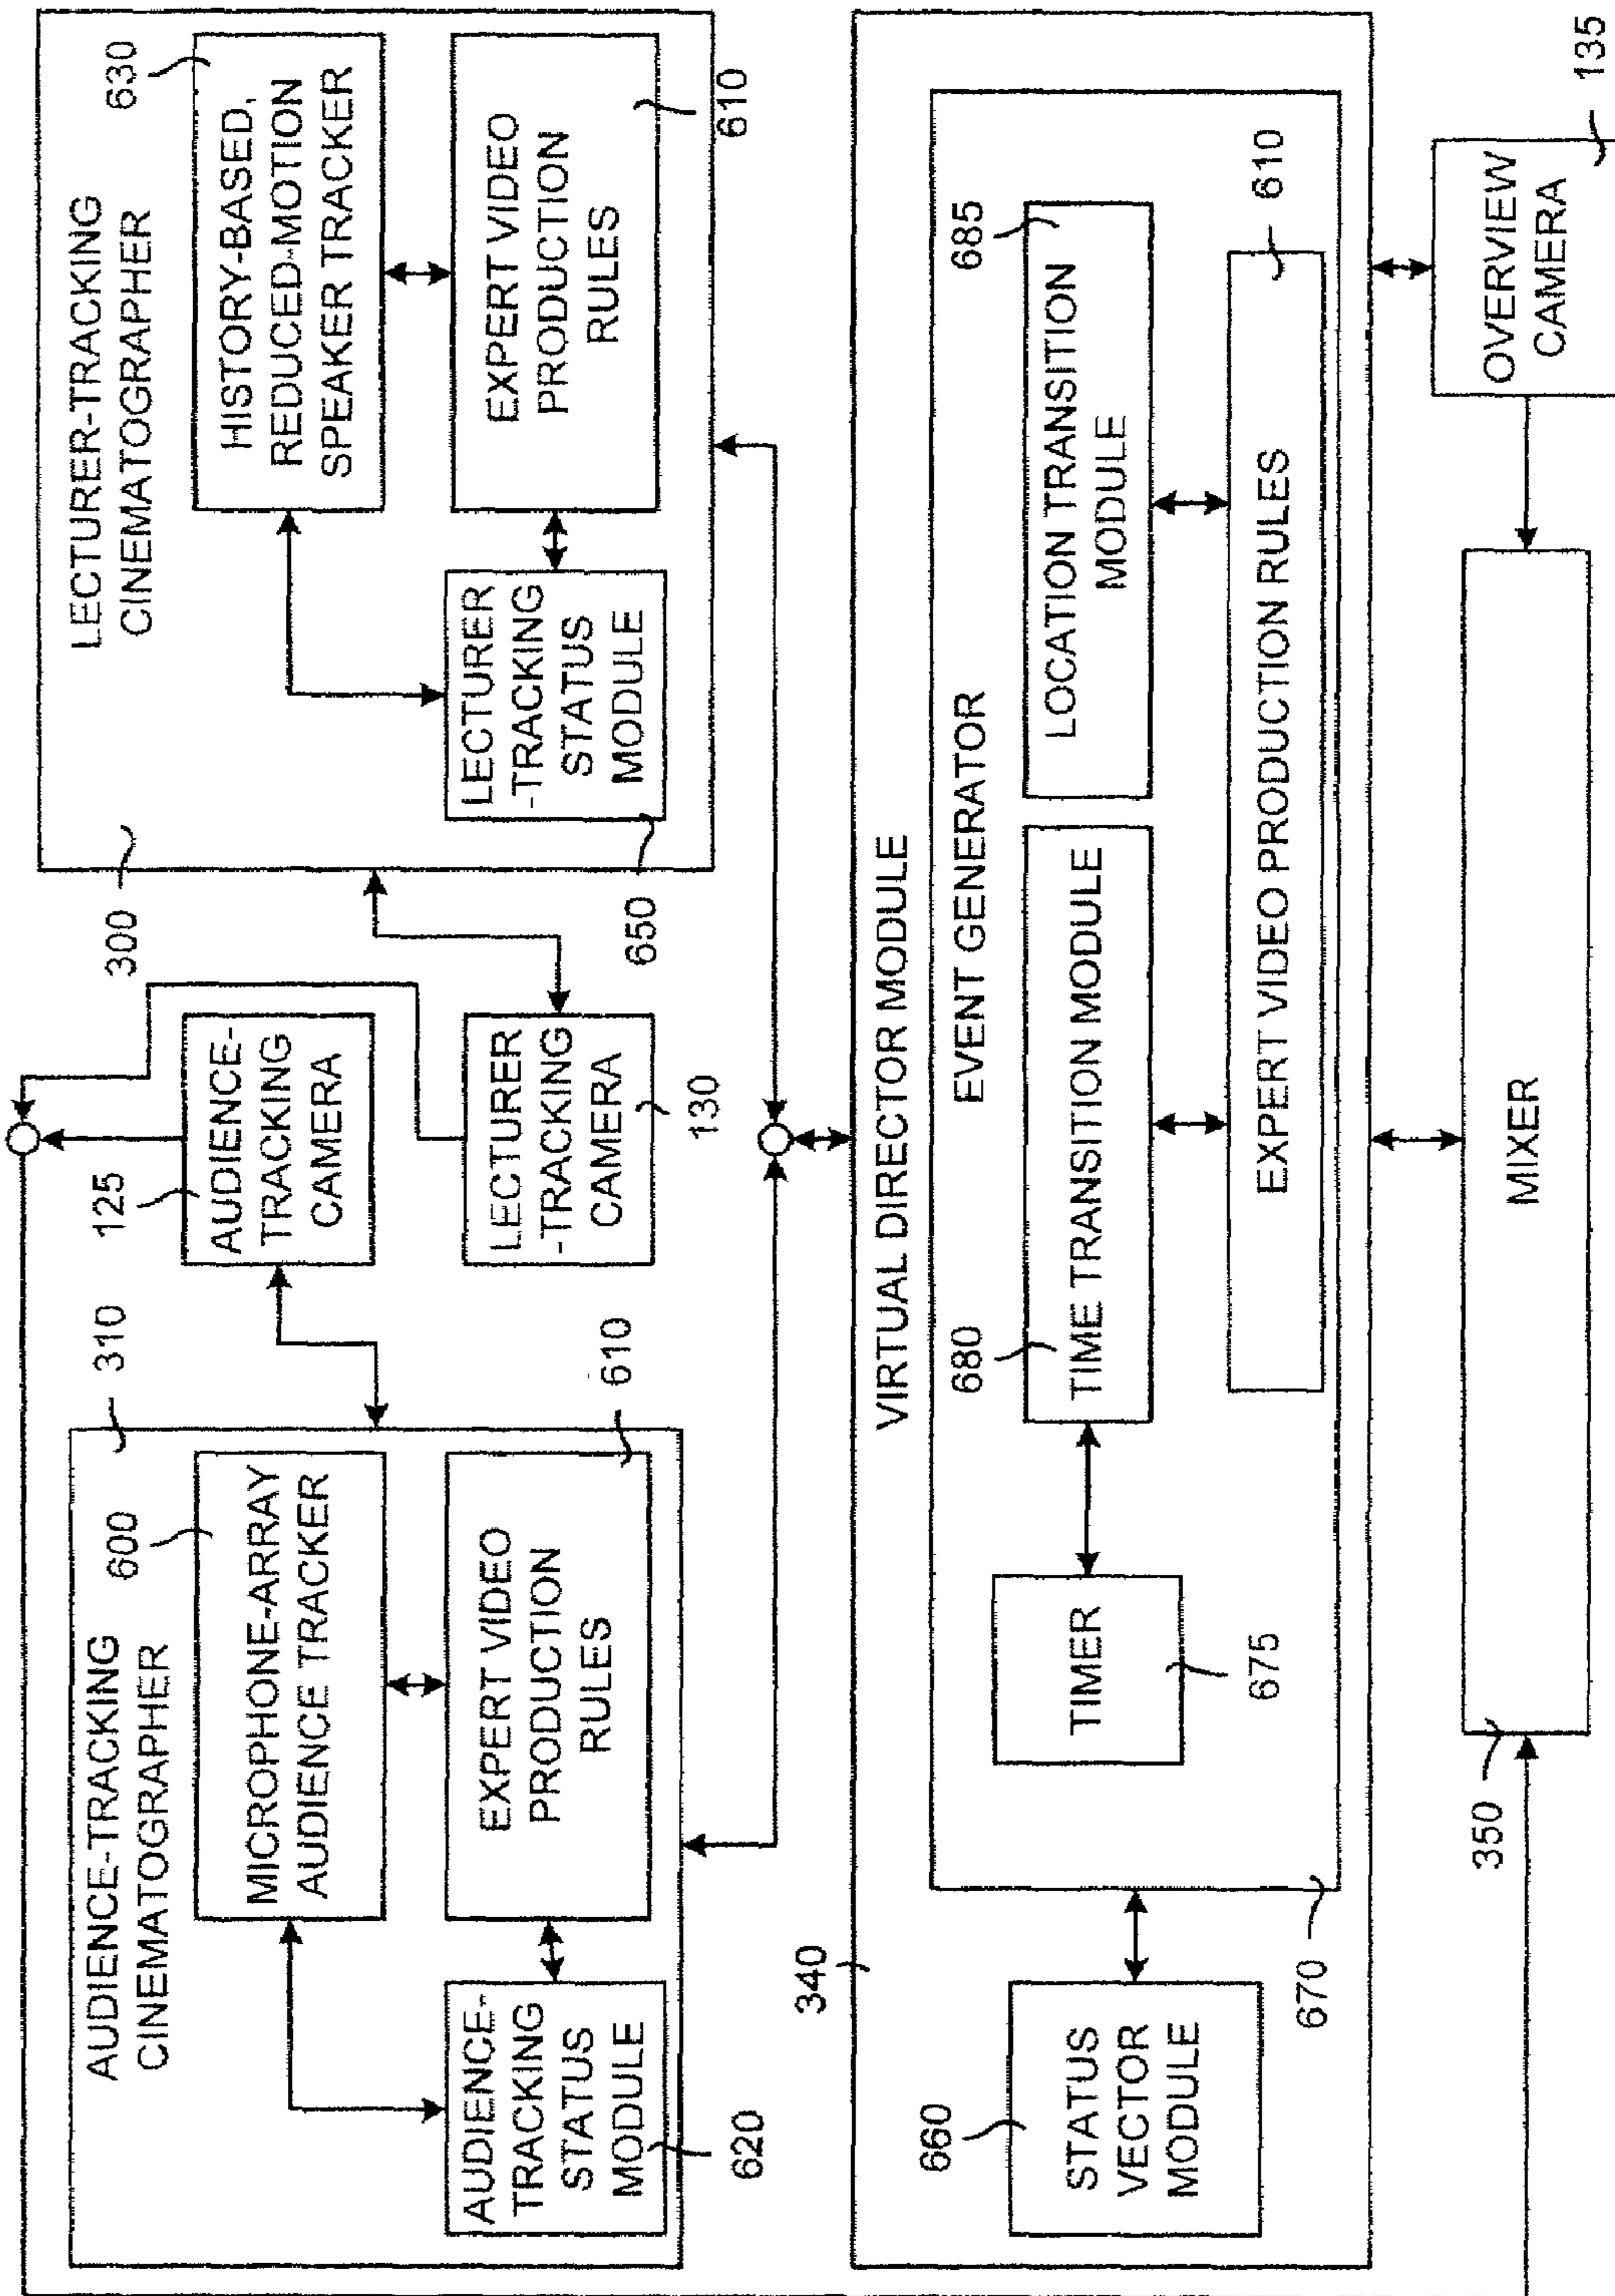 AUDIENCE-TRACKING
CINEMATOGRAPHER
600
310
MICROPHONE-ARRAY
AUDIENCE TRACKER
EXPERT VIDEO
PRODUCTION
RULES
610
AUDIENCE-
TRACKING
STATUS
MODULE
620
125
AUDIENCE-
TRACKING
CAMERA
LECTURER
-TRACKING
CAMERA
130
300
LECTURER-TRACKING
CINEMATOGRAPHER
630
HISTORY-BASED,
REDUCED-MOTION
SPEAKER TRACKER
EXPERT VIDEO
PRODUCTION
RULES
610
LECTURER
-TRACKING
STATUS
MODULE
650
340
VIRTUAL DIRECTOR MODULE
660
STATUS
VECTOR
MODULE
670
EVENT GENERATOR
TIMER
675
680
TIME TRANSITION MODULE
685
LOCATION TRANSITION
MODULE
EXPERT VIDEO PRODUCTION RULES
610
350
MIXER
OVERVIEW
CAMERA
135